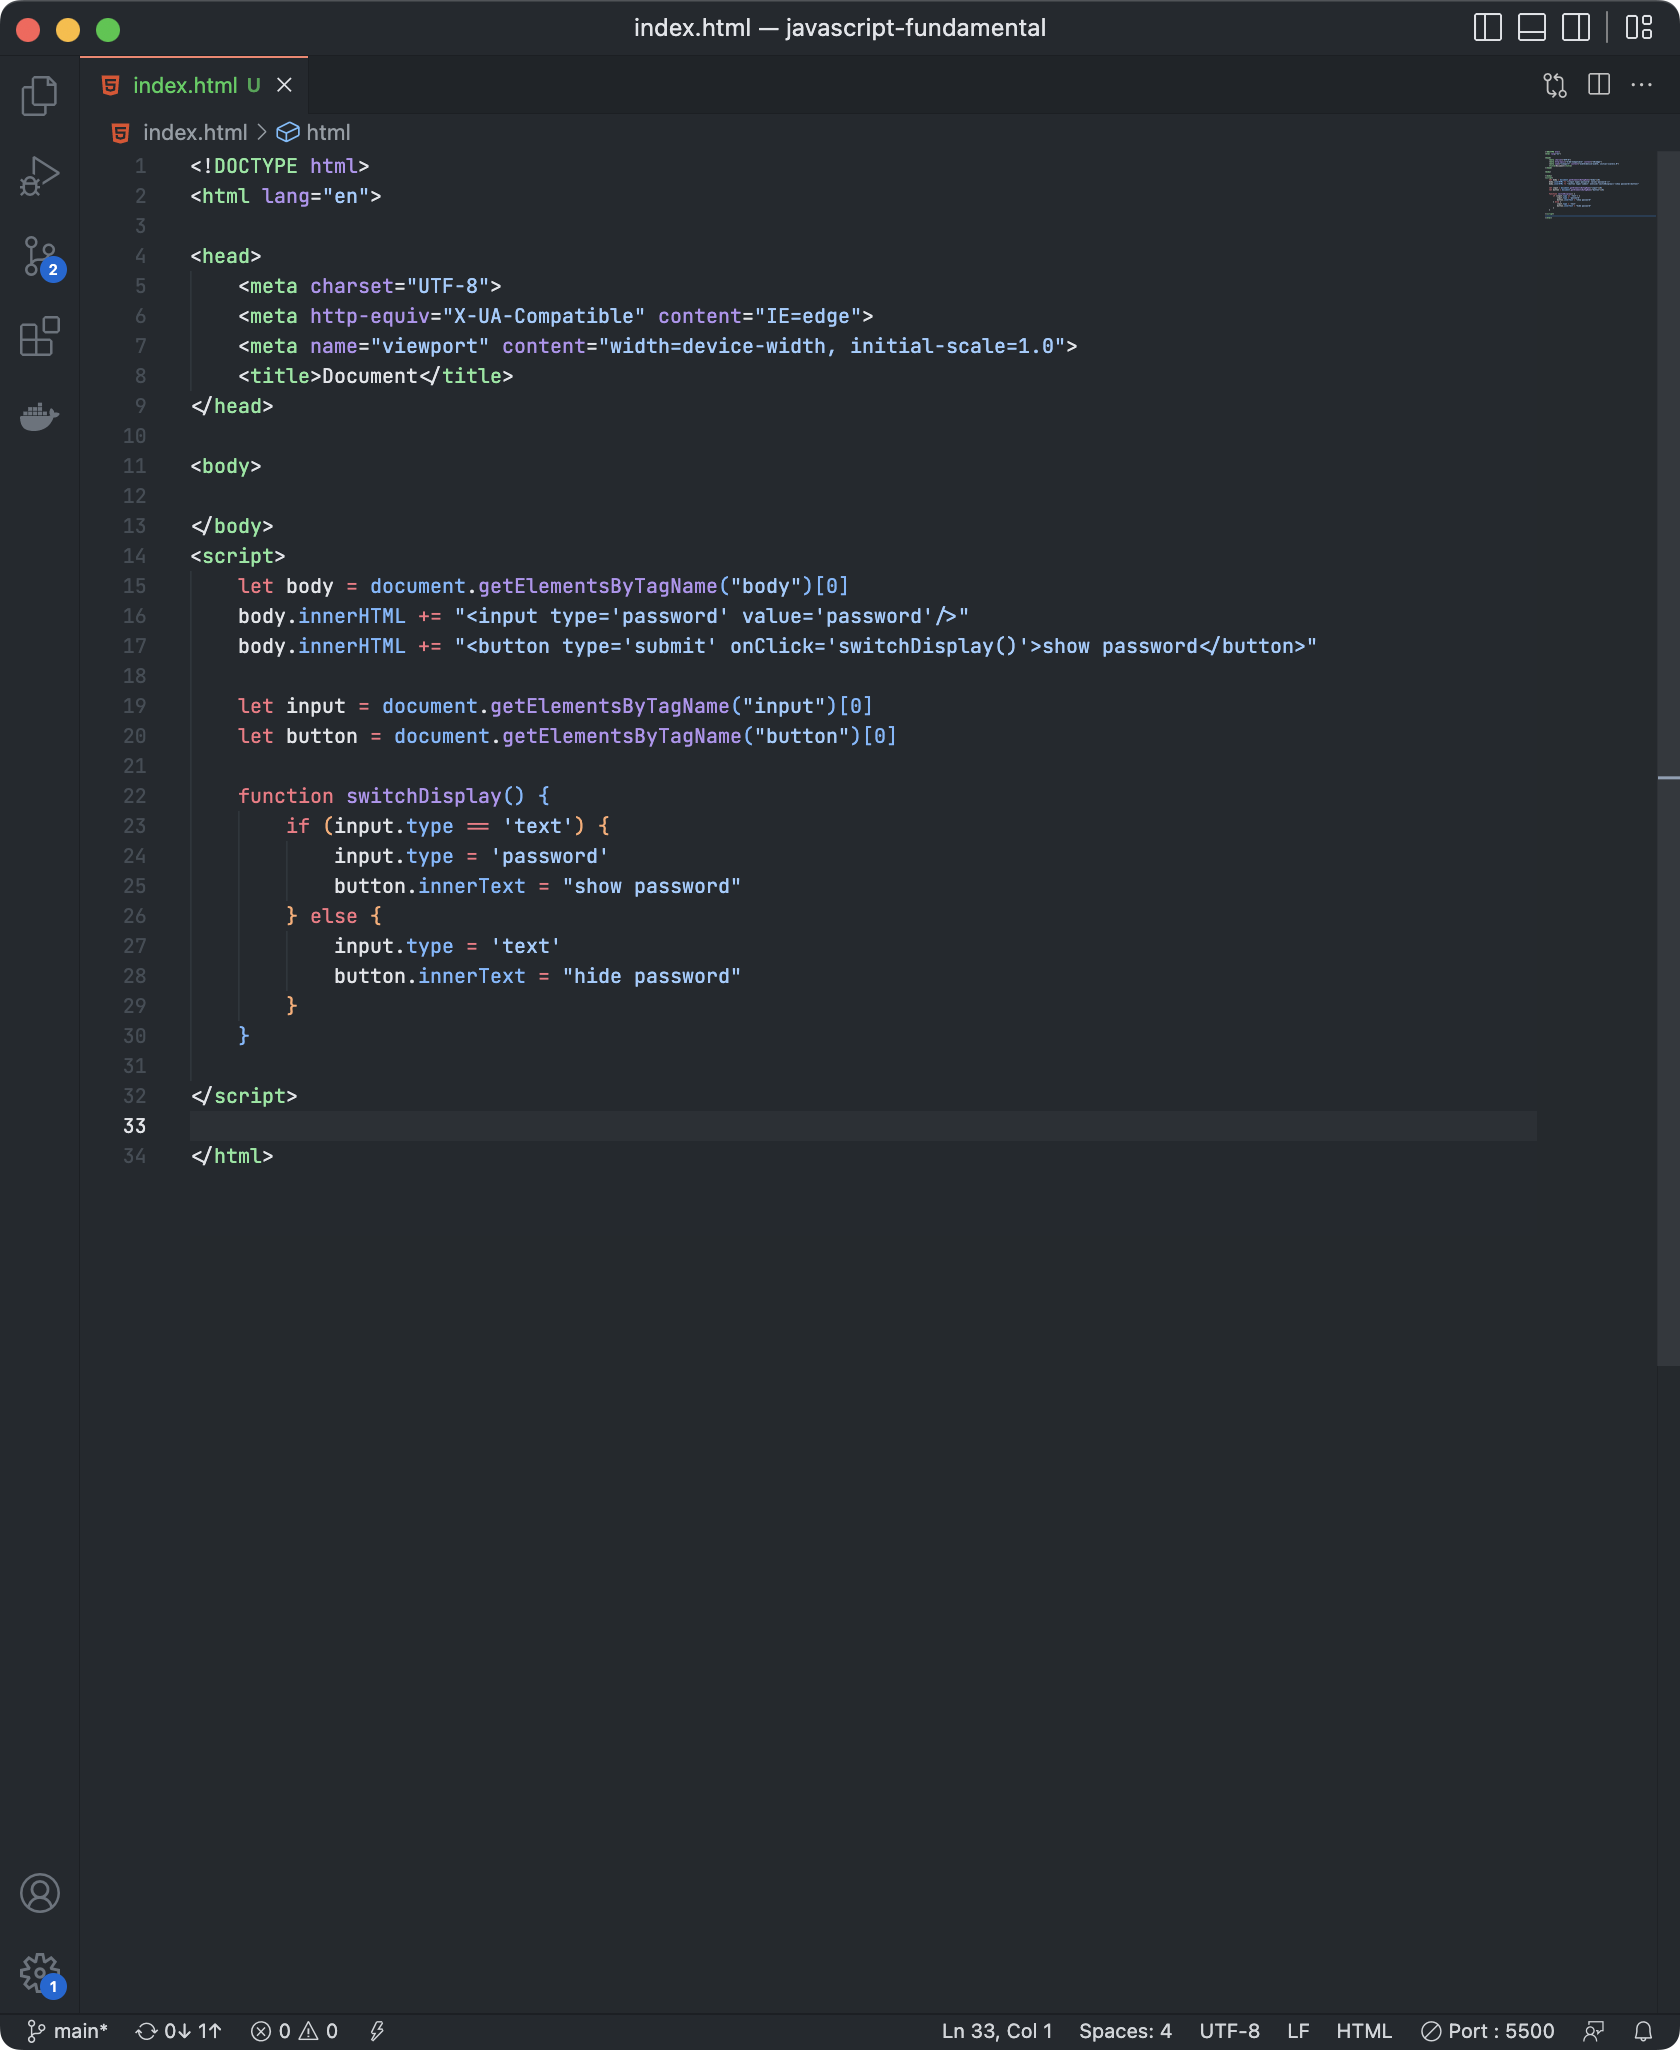 index.html — javascript-fundamental
index.html U
index.html > html
1 <!DOCTYPE html>
2 <html lang="en">
3
4 <head>
5     <meta charset="UTF-8">
6     <meta http-equiv="X-UA-Compatible" content="IE=edge">
7     <meta name="viewport" content="width=device-width, initial-scale=1.0">
8     <title>Document</title>
9 </head>
10
11 <body>
12
13 </body>
14 <script>
15     let body = document.getElementsByTagName("body")[0]
16     body.innerHTML += "<input type='password' value='password'/>"
17     body.innerHTML += "<button type='submit' onClick='switchDisplay()'>show password</button>"
18
19     let input = document.getElementsByTagName("input")[0]
20     let button = document.getElementsByTagName("button")[0]
21
22     function switchDisplay() {
23         if (input.type == 'text') {
24             input.type = 'password'
25             button.innerText = "show password"
26         } else {
27             input.type = 'text'
28             button.innerText = "hide password"
29         }
30     }
31
32 </script>
33
34 </html>
2
1
main* 0↓ 1↑ 0 0 Ln 33, Col 1 Spaces: 4 UTF-8 LF HTML Port : 5500